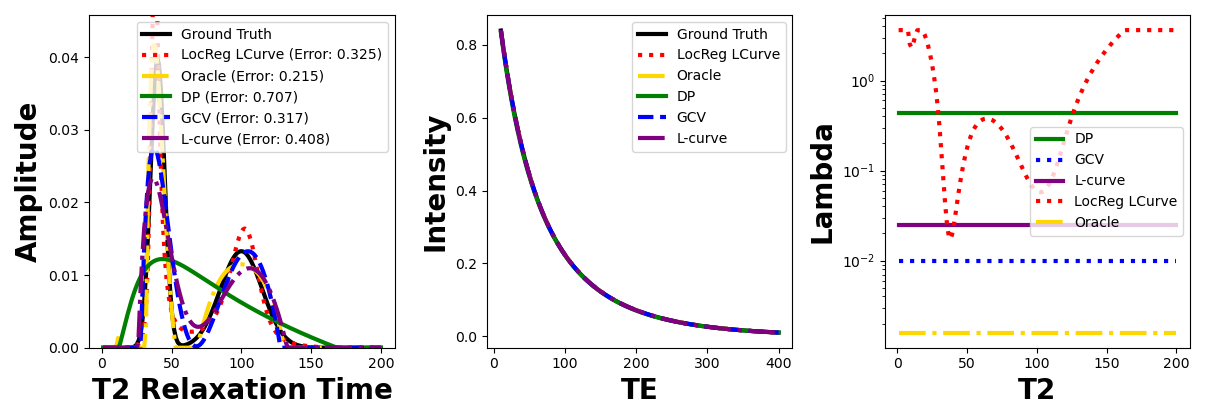 Amplitude
0.00
0.01
0.02
0.03
0.04
0
50
100
150
200
T2 Relaxation Time
Ground Truth
LocReg LCurve (Error: 0.325)
Oracle (Error: 0.215)
DP (Error: 0.707)
GCV (Error: 0.317)
L-curve (Error: 0.408)
Intensity
0.0
0.2
0.4
0.6
0.8
0
100
200
300
400
TE
Ground Truth
LocReg LCurve
Oracle
DP
GCV
L-curve
Lambda
10⁰
10⁻¹
10⁻²
0
50
100
150
200
T2
DP
GCV
L-curve
LocReg LCurve
Oracle